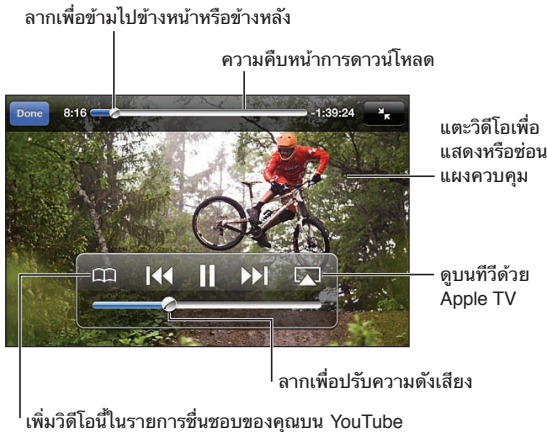 ลากเพื่อข้ามไปข้างหน้าหรือข้างหลัง
ความคืบหน้าการดาวน์โหลด
Done 8:16 -1:39:24
แตะวิดีโอเพื่อ
แสดงหรือซ่อน
แผงควบคุม
ดูบนทีวีด้วย
Apple TV
ลากเพื่อปรับความดังเสียง
เพิ่มวิดีโอนี้ในรายการชื่นชอบของคุณบน YouTube